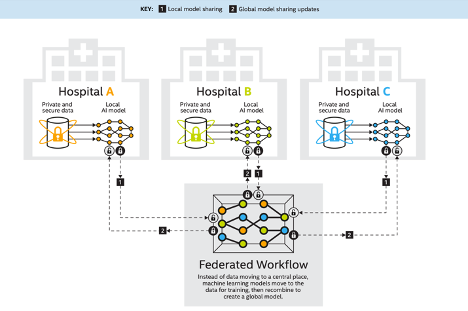 KEY: 1 Local model sharing 2 Global model sharing updates
Hospital A
Private and
secure data
Local
AI model
Hospital B
Private and
secure data
Local
AI model
Hospital C
Private and
secure data
Local
AI model
1
2
1
1
2
2
Federated Workflow
Instead of data moving to a central place,
machine learning models move to the
data for training, then recombine to
create a global model.